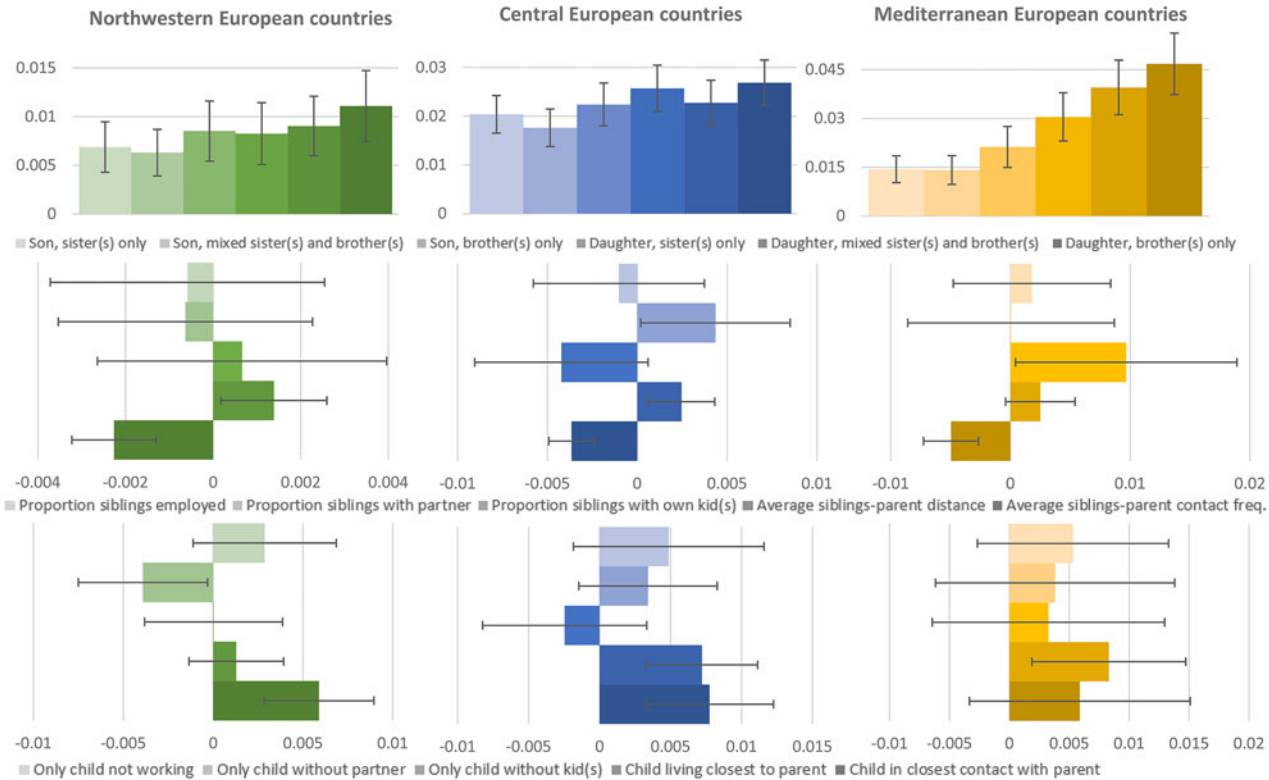 Northwestern European countries
Central European countries
Mediterranean European countries
0.015
0.01
0.005
0
0.03
0.02
0.01
0
0.045
0.03
0.015
0
Son, sister(s) only Son, mixed sister(s) and brother(s) Son, brother(s) only Daughter, sister(s) only Daughter, mixed sister(s) and brother(s) Daughter, brother(s) only
-0.004 -0.002 0 0.002 0.004
-0.01 -0.005 0 0.005 0.01
-0.01 0 0.01 0.02
Proportion siblings employed Proportion siblings with partner Proportion siblings with own kid(s) Average siblings-parent distance Average siblings-parent contact freq.
-0.01 -0.005 0 0.005 0.01
-0.01 -0.005 0 0.005 0.01 0.015
-0.01 -0.005 0 0.005 0.01 0.015 0.02
Only child not working Only child without partner Only child without kid(s) Child living closest to parent Child in closest contact with parent